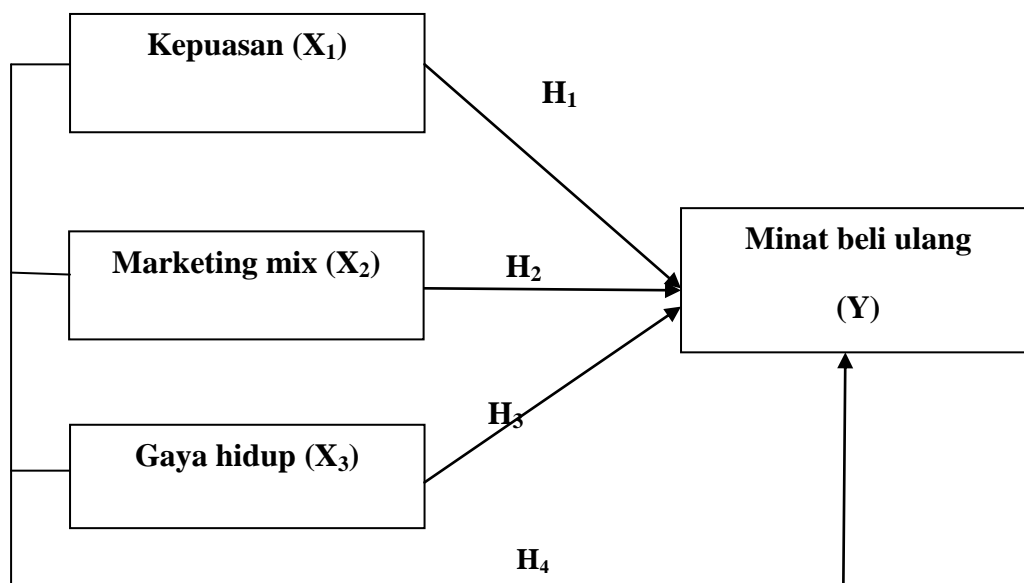 Kepuasan (X₁)
H₁
Marketing mix (X₂)
H₂
Minat beli ulang
(Y)
H₃
Gaya hidup (X₃)
H₄